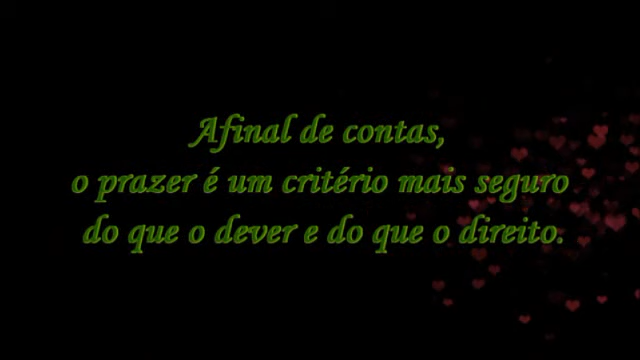 Afinal de contas,
o prazer é um critério mais seguro
do que o dever e do que o direito.